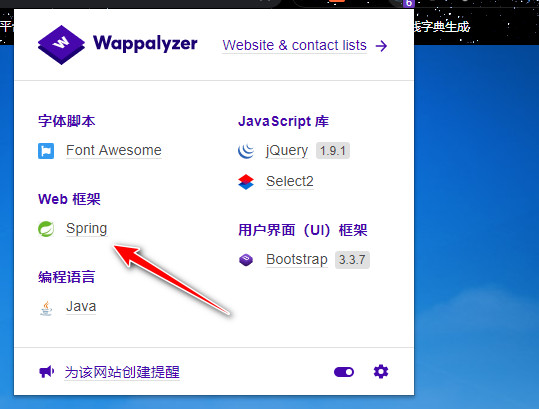 平
6
线字典生成
Wappalyzer
Website & contact lists
字体脚本
Font Awesome
Web 框架
Spring
编程语言
Java
JavaScript 库
jQuery 1.9.1
Select2
用户界面（UI）框架
Bootstrap 3.3.7
为该网站创建提醒